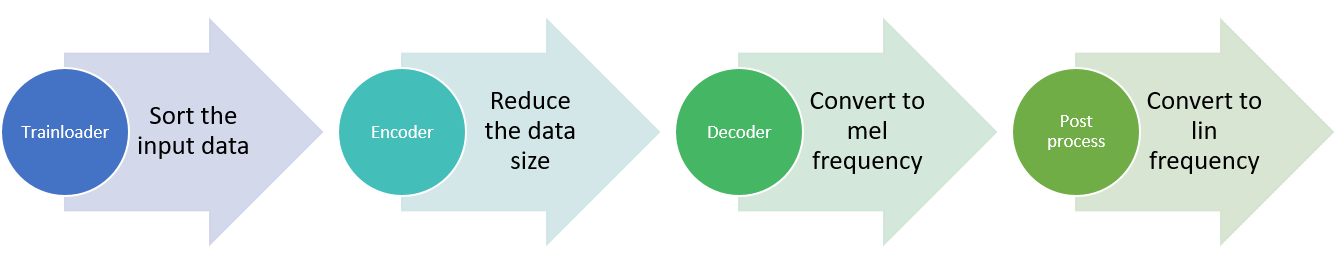 Trainloader
Sort the
input data
Encoder
Reduce
the data
size
Decoder
Convert to
mel
frequency
Post
process
Convert to
lin
frequency